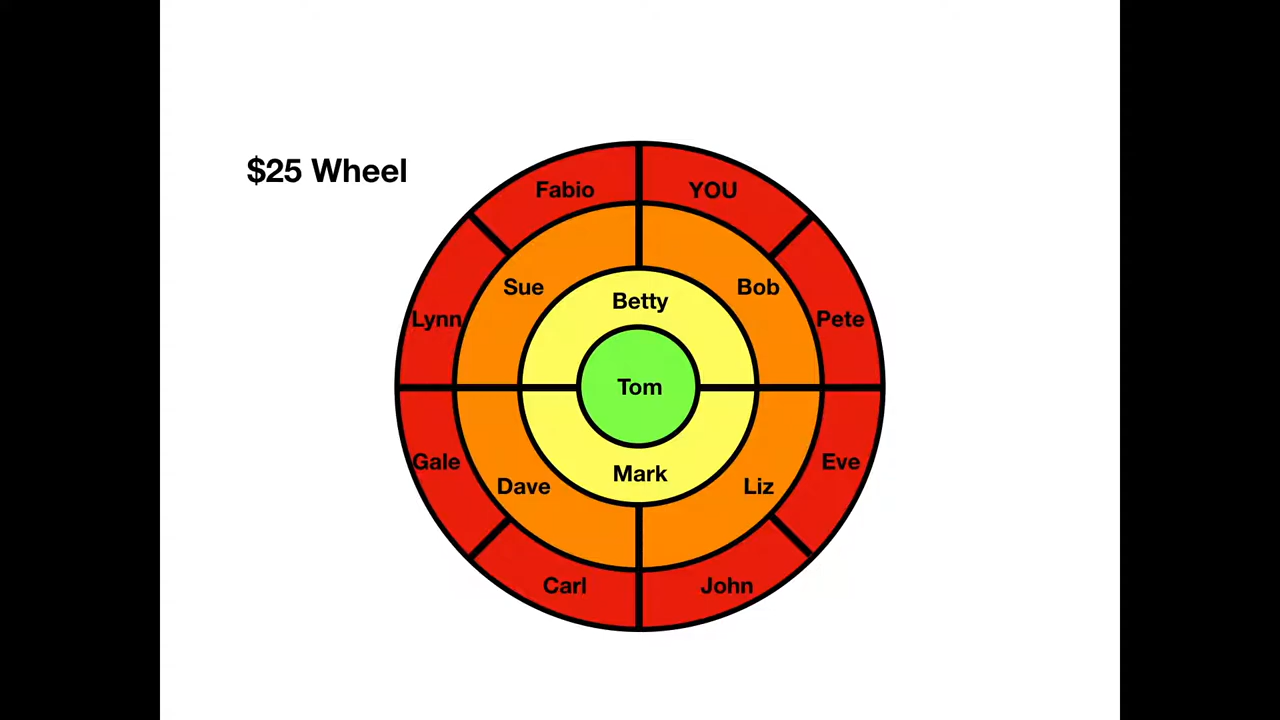 $25 Wheel
Fabio
YOU
Sue
Bob
Betty
Lynn
Pete
Tom
Gale
Eve
Mark
Dave
Liz
Carl
John